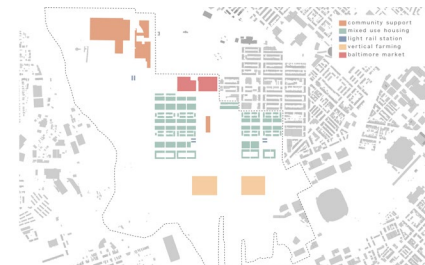 community support
mixed use housing
light rail station
vertical farming
baltimore market